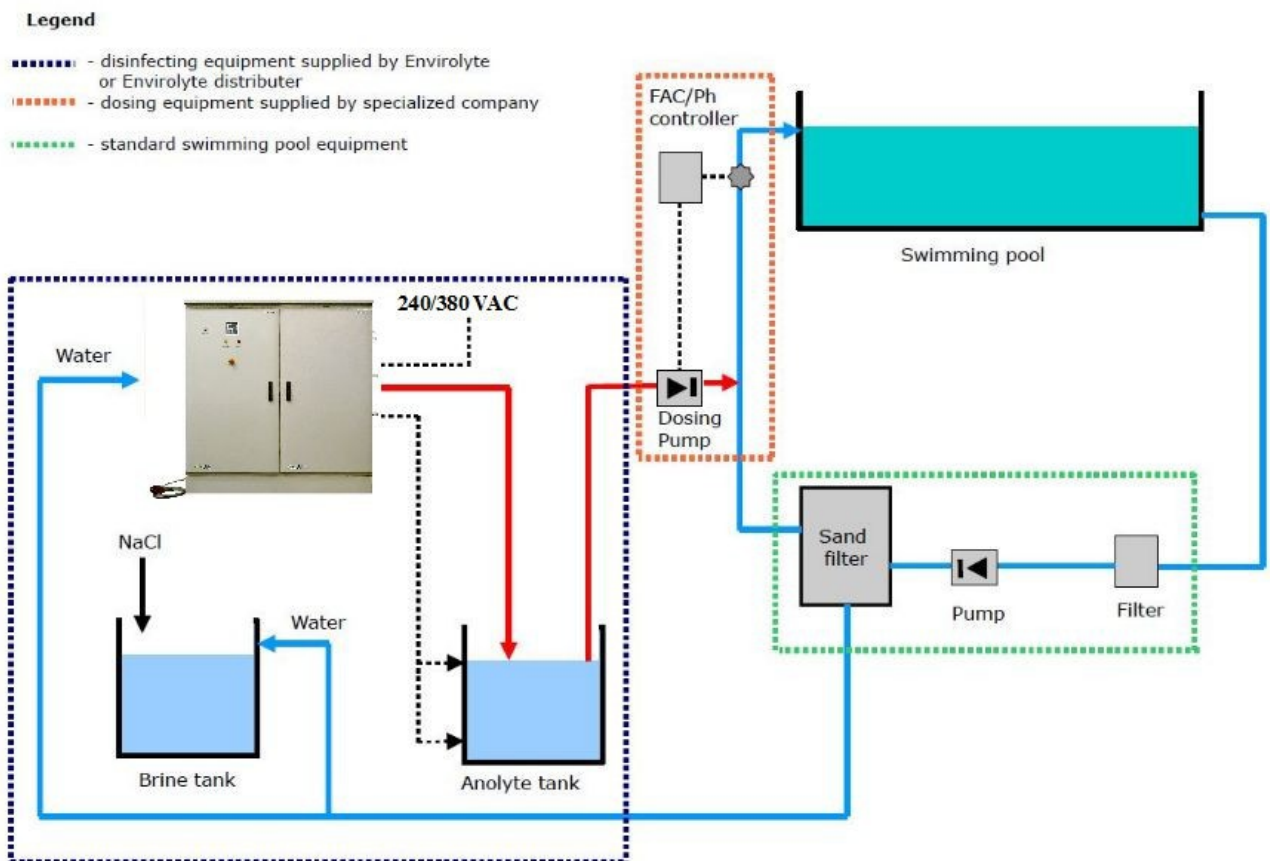 Legend
- disinfecting equipment supplied by Envirolyte
or Envirolyte distributer
- dosing equipment supplied by specialized company
- standard swimming pool equipment
FAC/Ph
controller
Swimming pool
240/380 VAC
Water
Dosing
Pump
NaCl
Water
Sand
filter
Pump
Filter
Brine tank
Anolyte tank